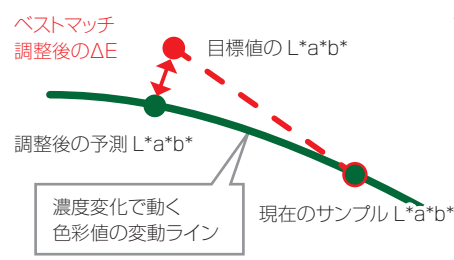 ベストマッチ
調整後のΔE
目標値の L*a*b*
調整後の予測 L*a*b*
濃度変化で動く
色彩値の変動ライン
現在のサンプル L*a*b*